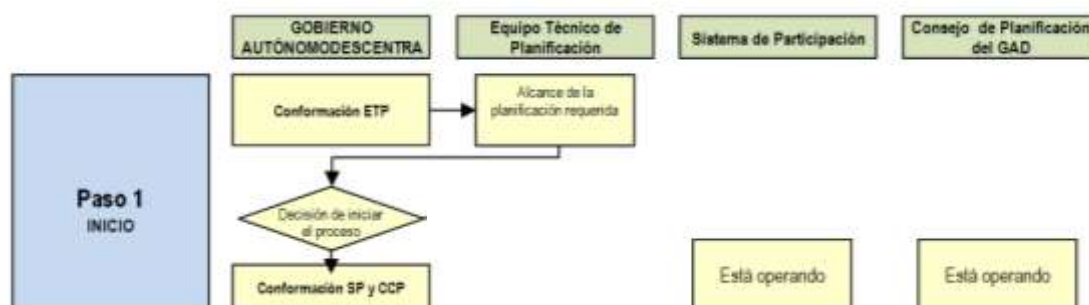 GOBIERNO
AUTÓNOMODESCENTRA
Equipo Técnico de
Planificación
Sistema de Participación
Consejo de Planificación
del GAD
Paso 1
INICIO
Conformación ETP
Alcance de la
planificación requerida
Decisión de iniciar
el proceso
Conformación SP y CCP
Está operando
Está operando